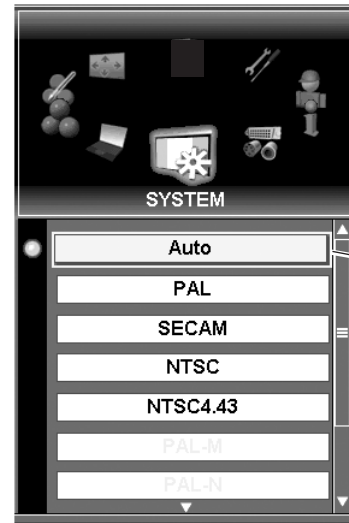 SYSTEM
Auto
PAL
SECAM
NTSC
NTSC4.43
PAL-M
PAL-N